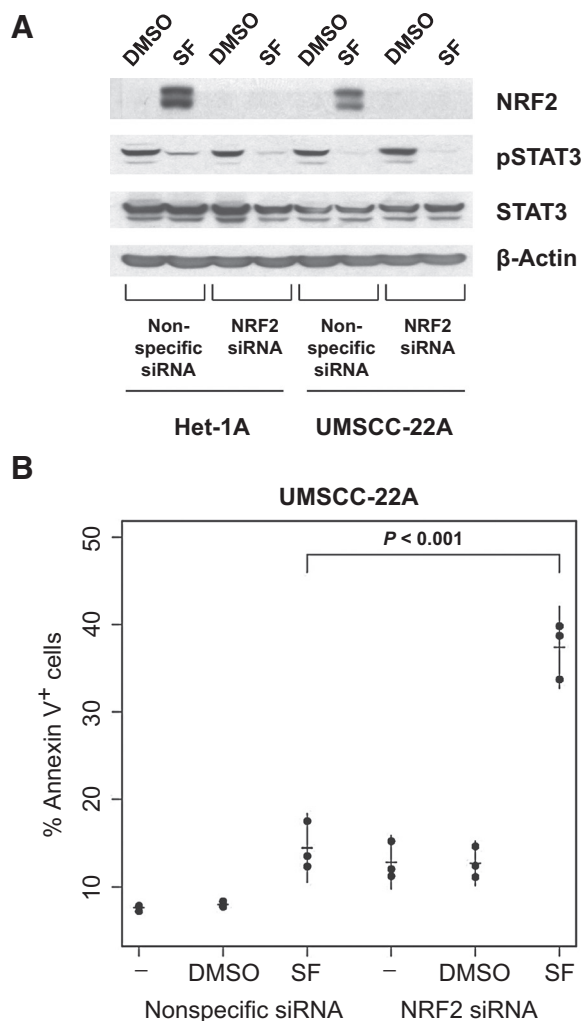 A
DMSO SF DMSO SF DMSO SF DMSO SF
NRF2
pSTAT3
STAT3
β-Actin
Non-
specific
siRNA
NRF2
siRNA
Non-
specific
siRNA
NRF2
siRNA
Het-1A UMSCC-22A
B
UMSCC-22A
P < 0.001
% Annexin V+ cells
50
40
30
20
10
– DMSO SF – DMSO SF
Nonspecific siRNA NRF2 siRNA